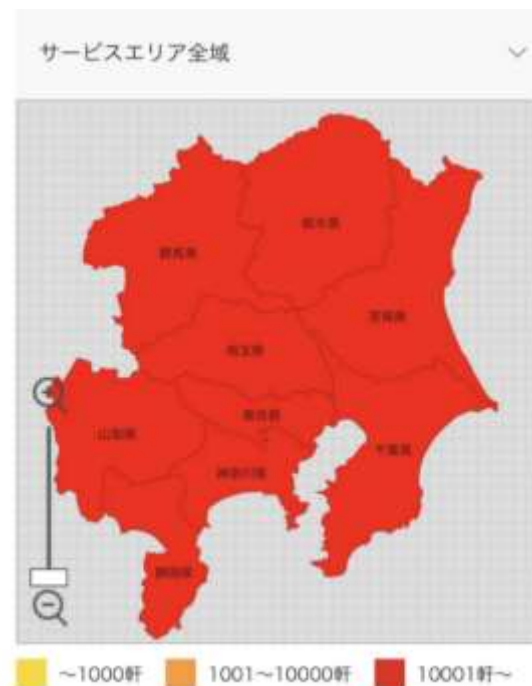 サービスエリア全域
群馬県
栃木県
茨城県
埼玉県
東京都
山梨県
神奈川県
千葉県
静岡県
～1000軒
1001～10000軒
10001軒～